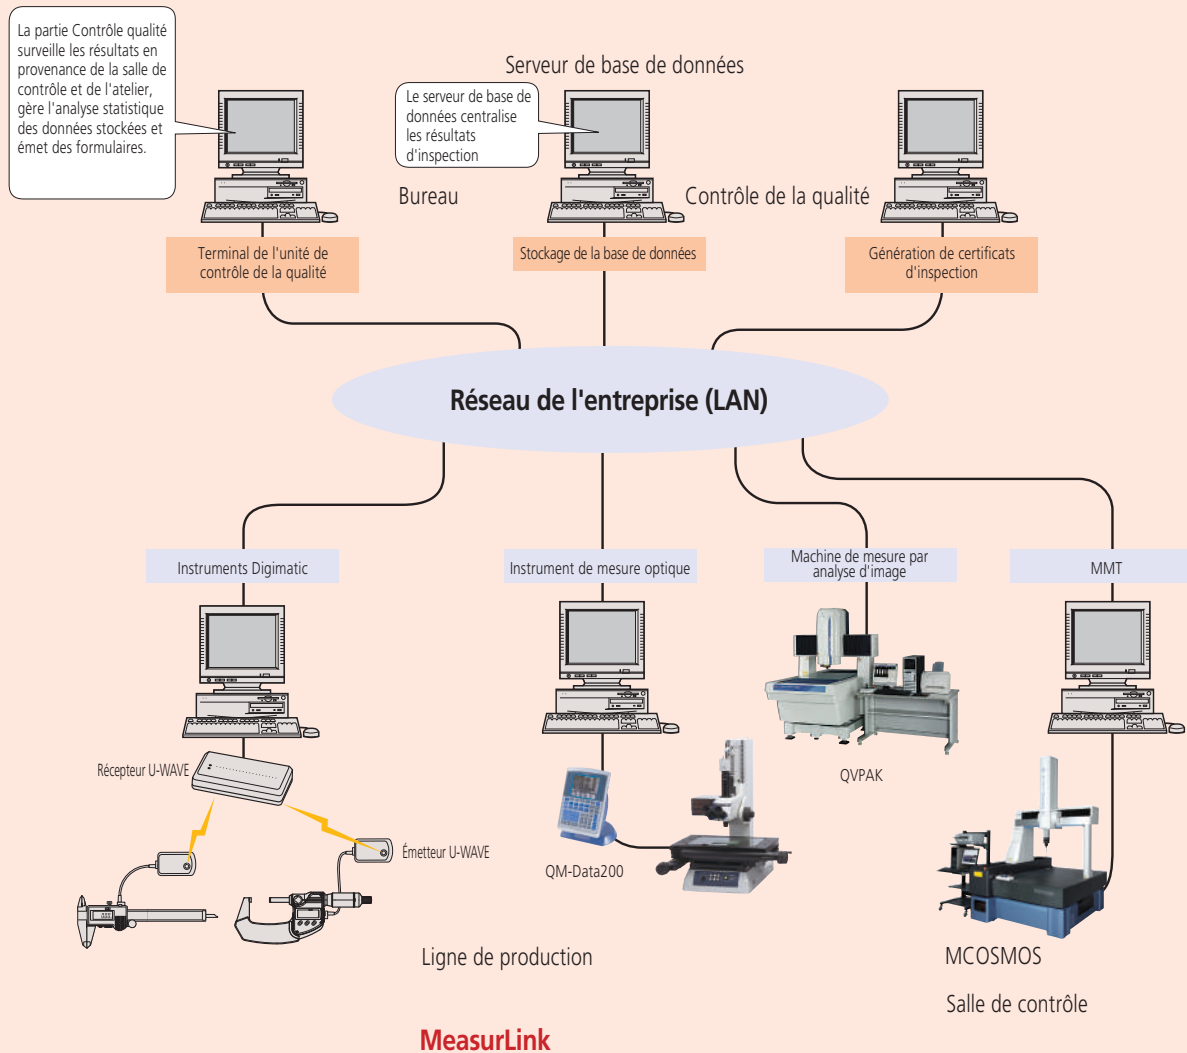 La partie Contrôle qualité
surveille les résultats en
provenance de la salle de
contrôle et de l'atelier,
gère l'analyse statistique
des données stockées et
émet des formulaires.
Serveur de base de données
Le serveur de base de
données centralise
les résultats
d'inspection
Bureau
Contrôle de la qualité
Terminal de l'unité de
contrôle de la qualité
Stockage de la base de données
Génération de certificats
d'inspection
Réseau de l'entreprise (LAN)
Instruments Digimatic
Instrument de mesure optique
Machine de mesure par
analyse d'image
MMT
Récepteur U-WAVE
Émetteur U-WAVE
QM-Data200
QVPAK
Ligne de production
MCOSMOS
Salle de contrôle
MeasurLink